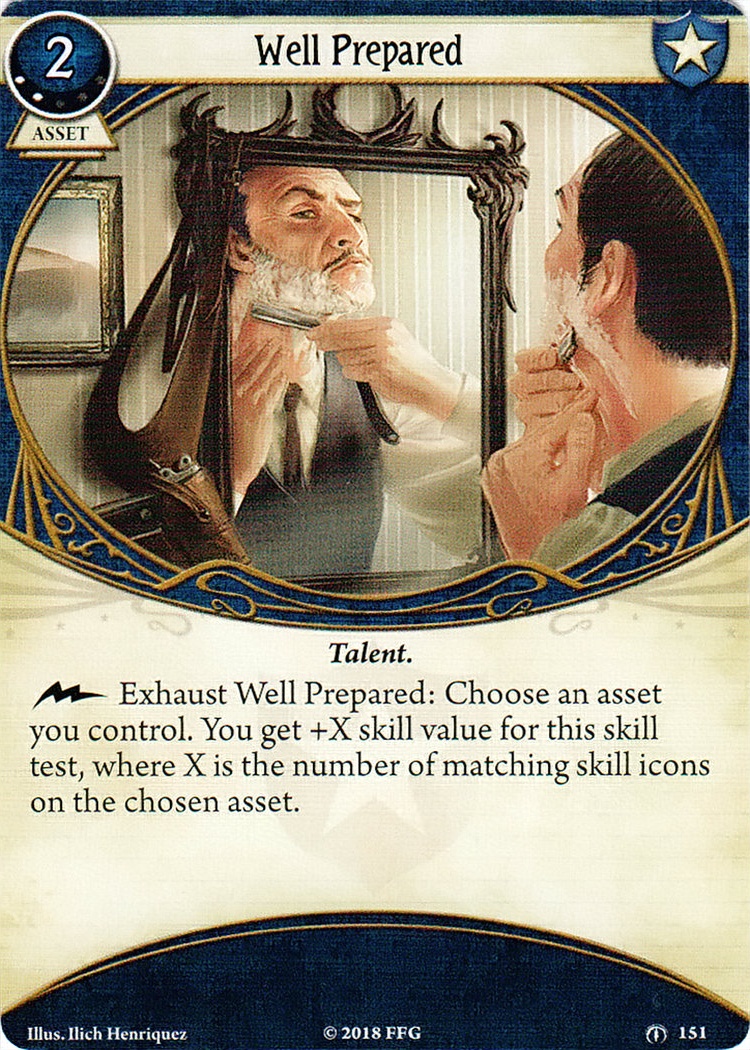 2
Well Prepared
ASSET
Talent.
Exhaust Well Prepared: Choose an asset
you control. You get +X skill value for this skill
test, where X is the number of matching skill icons
on the chosen asset.
Illus. Ilich Henriquez
© 2018 FFG
151